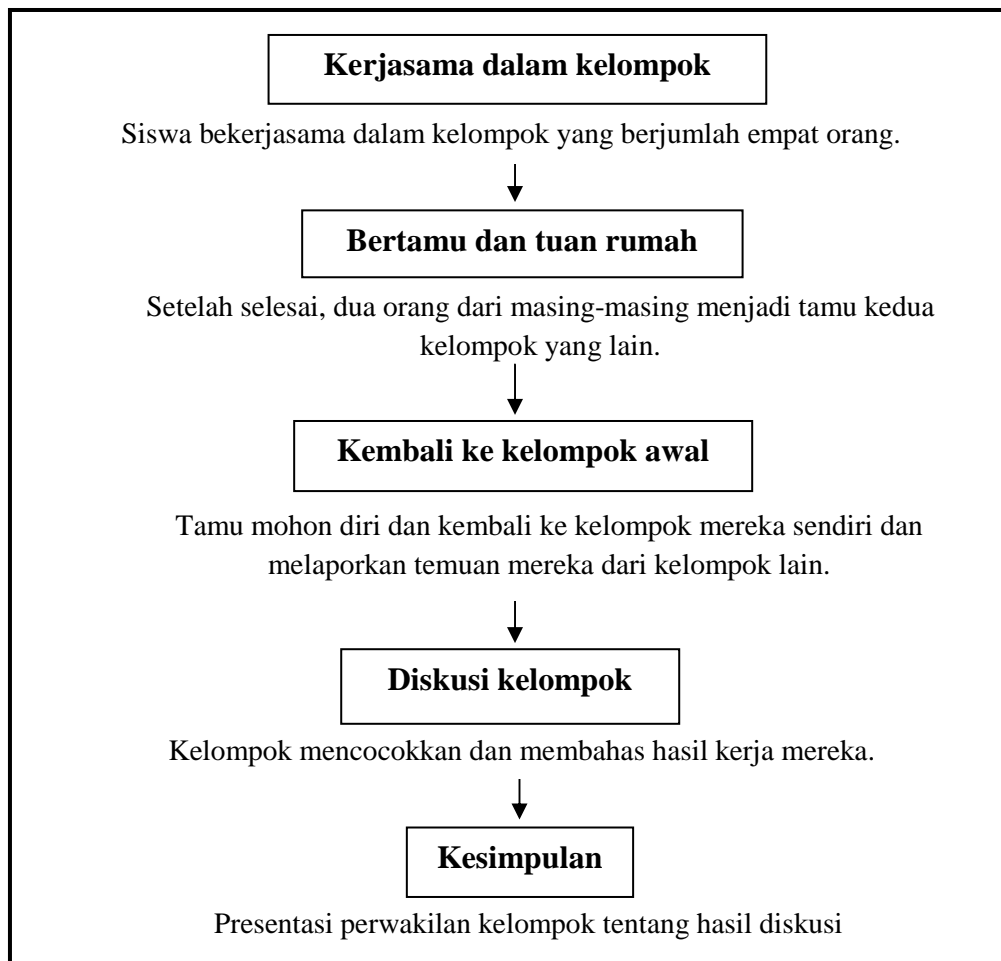 Kerjasama dalam kelompok
Siswa bekerjasama dalam kelompok yang berjumlah empat orang.
Bertamu dan tuan rumah
Setelah selesai, dua orang dari masing-masing menjadi tamu kedua
kelompok yang lain.
Kembali ke kelompok awal
Tamu mohon diri dan kembali ke kelompok mereka sendiri dan
melaporkan temuan mereka dari kelompok lain.
Diskusi kelompok
Kelompok mencocokkan dan membahas hasil kerja mereka.
Kesimpulan
Presentasi perwakilan kelompok tentang hasil diskusi